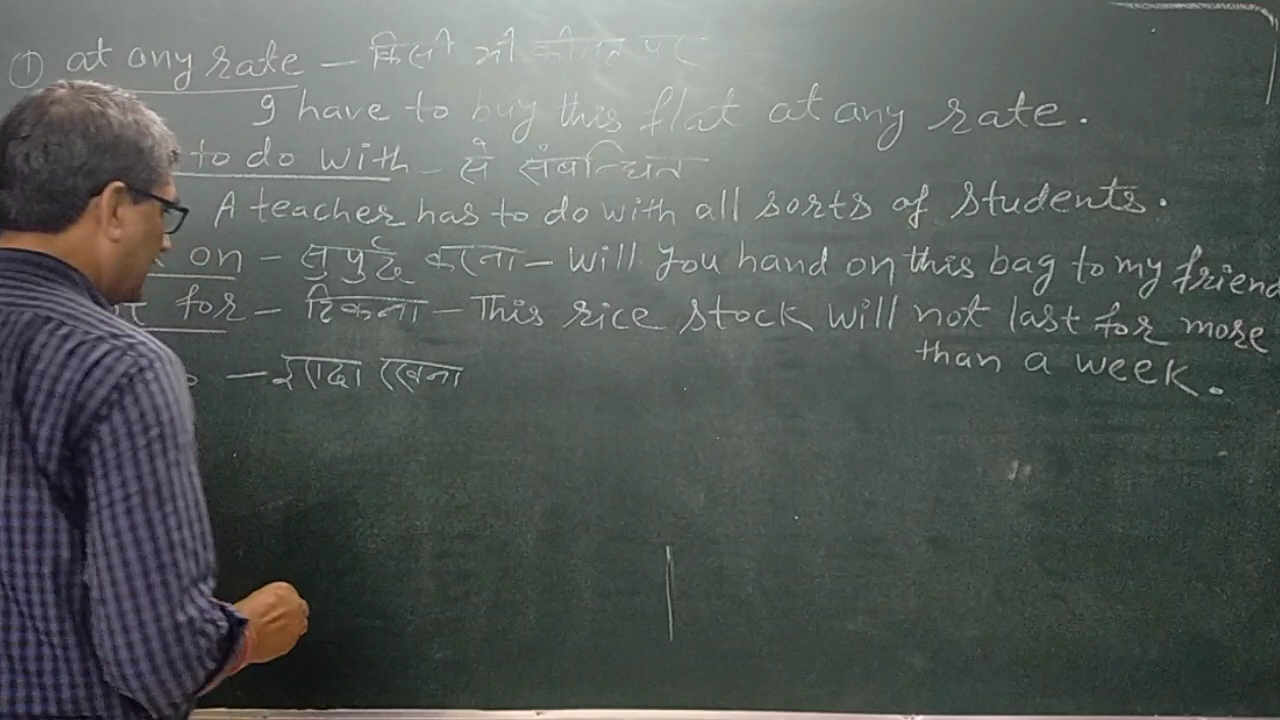 ① at any rate – किसी भी कीमत पर
I have to buy this flat at any rate.
to do with – से संबन्धित
A teacher has to do with all sorts of students.
on – सुपुर्द करना – will you hand on this bag to my friend
for – टिकना – This rice stock will not last for more
than a week.
– इरादा रखना